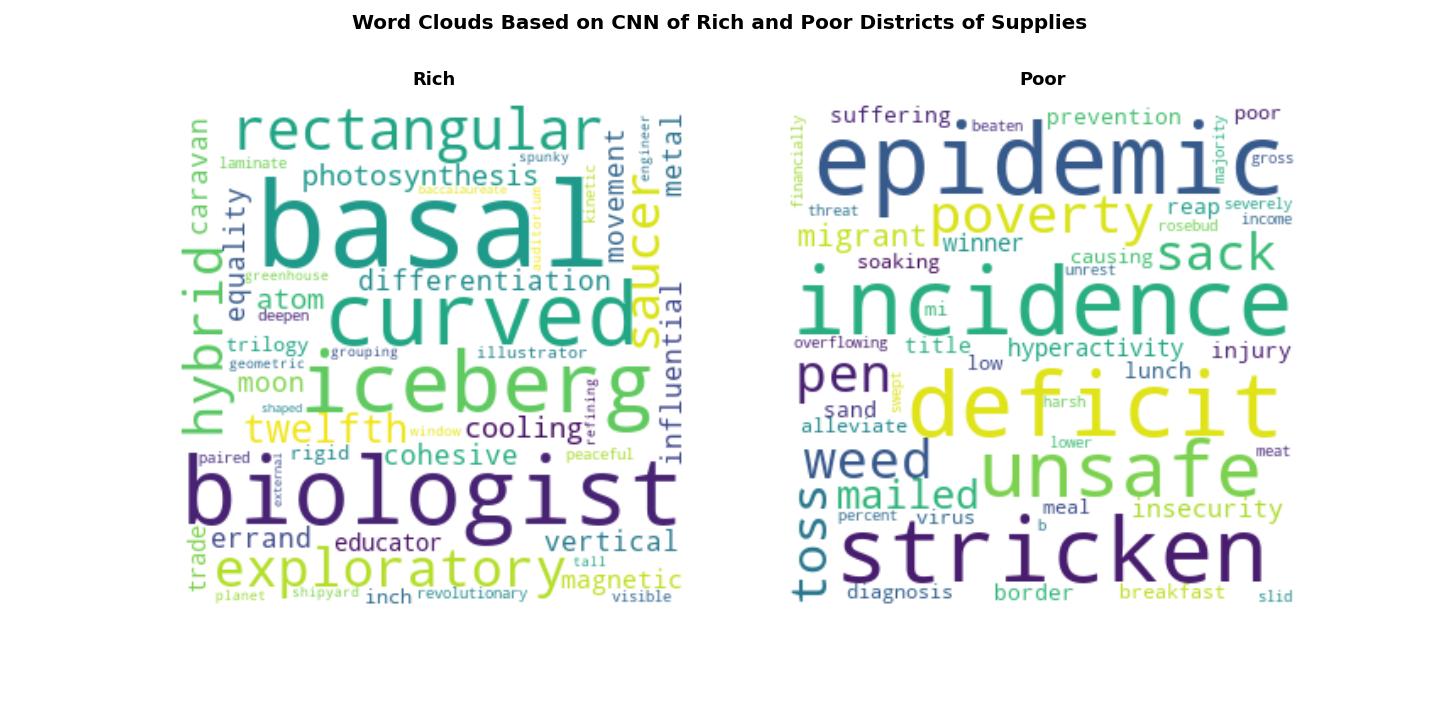 Word Clouds Based on CNN of Rich and Poor Districts of Supplies
Rich
rectangular
caravan
laminate
spunky
engineer
metal
movement
photosynthesis
baccalaureate
kinetic
auditorium
saucer
basal
equality
hybrid
greenhouse
differentiation
atom
deepen
curved
influential
trilogy
grouping
illustrator
geometric
moon
iceberg
shaped
refining
twelfth
window
cooling
paired
external
rigid
cohesive
peaceful
biologist
trade
errand
educator
vertical
exploratory
tall
magnetic
planet
shipyard
inch
revolutionary
visible
Poor
suffering
beaten
prevention
poor
financially
epidemic
majority
gross
threat
poverty
reap
severely
income
migrant
winner
rosebud
soaking
causing
sack
unrest
incidence
mi
overflowing
title
hyperactivity
injury
pen
low
lunch
swept
deficit
harsh
sand
alleviate
lower
weed
unsafe
meat
toss
mailed
meal
insecurity
percent
virus
b
stricken
diagnosis
border
breakfast
slid